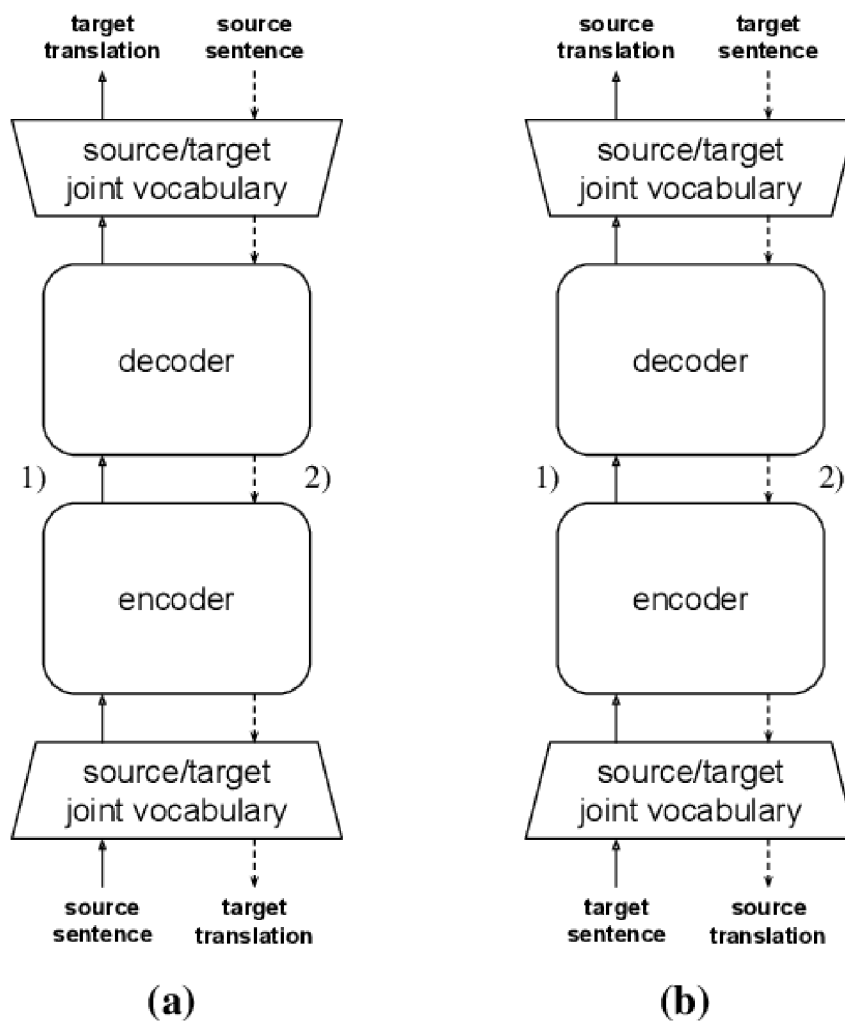 target
translation
source
sentence
source/target
joint vocabulary
decoder
1)
2)
encoder
source/target
joint vocabulary
source
sentence
target
translation
(a)
source
translation
target
sentence
source/target
joint vocabulary
decoder
1)
2)
encoder
source/target
joint vocabulary
target
sentence
source
translation
(b)